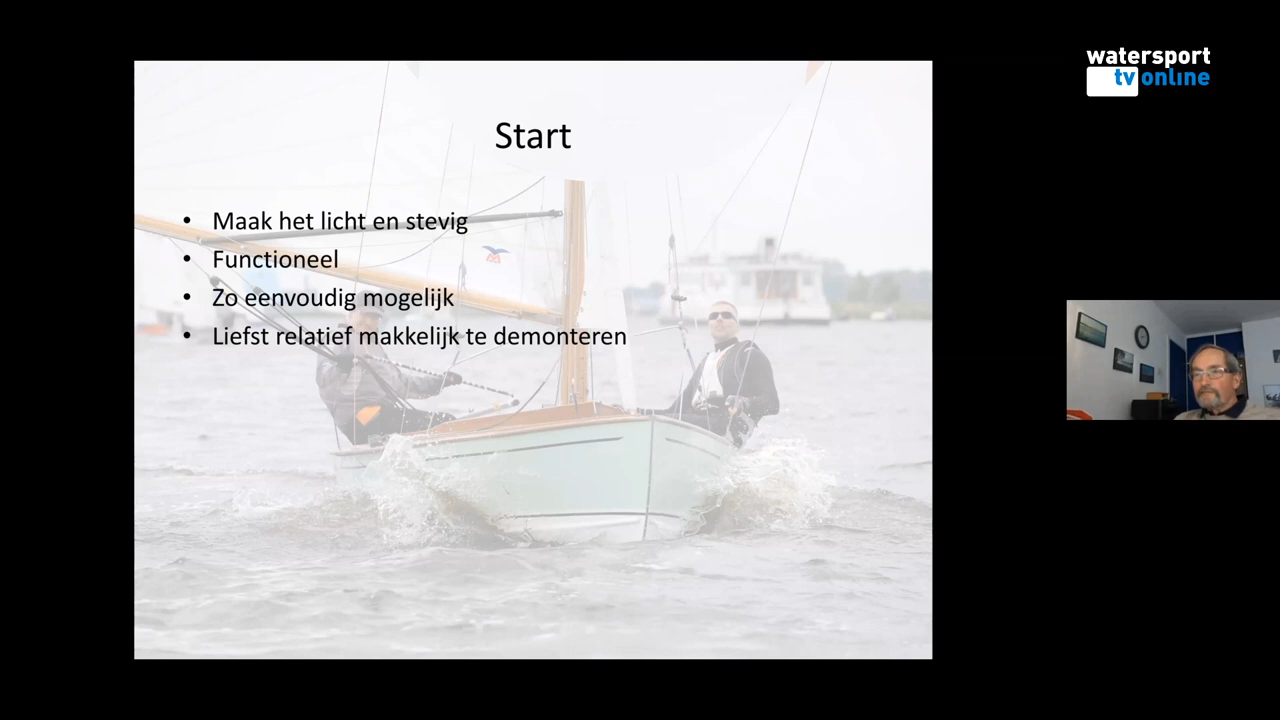 watersport
tv online
Start
• Maak het licht en stevig
• Functioneel
• Zo eenvoudig mogelijk
• Liefst relatief makkelijk te demonteren